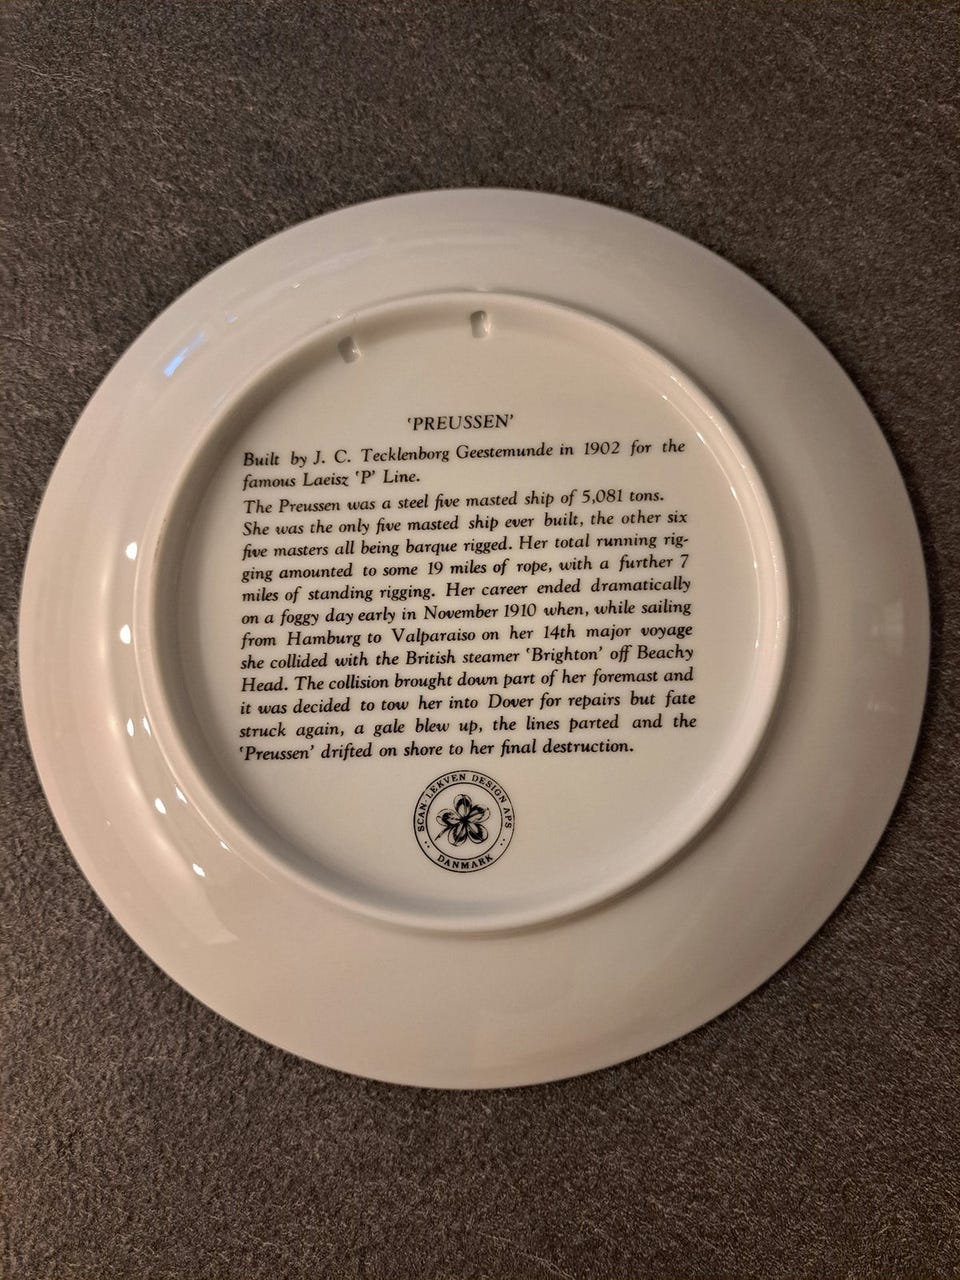 ‘PREUSSEN’
Built by J. C. Tecklenborg Geestemunde in 1902 for the
famous Laeisz ‘P’ Line.
The Preussen was a steel five masted ship of 5,081 tons.
She was the only five masted ship ever built, the other six
five masters all being barque rigged. Her total running rig-
ging amounted to some 19 miles of rope, with a further 7
miles of standing rigging. Her career ended dramatically
on a foggy day early in November 1910 when, while sailing
from Hamburg to Valparaiso on her 14th major voyage
she collided with the British steamer ‘Brighton’ off Beachy
Head. The collision brought down part of her foremast and
it was decided to tow her into Dover for repairs but fate
struck again, a gale blew up, the lines parted and the
‘Preussen’ drifted on shore to her final destruction.
SCAN·LEKVEN DESIGN APS
DANMARK